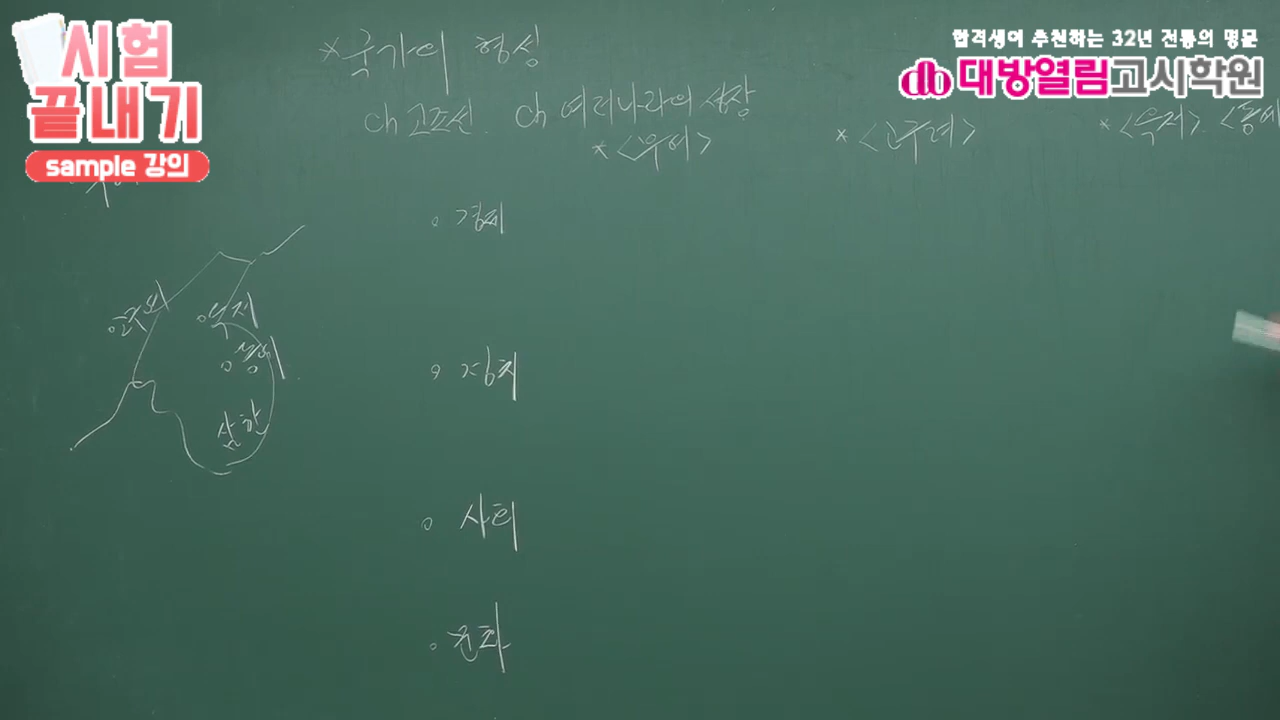 시험
끝내기
sample 강의
합격생이 추천하는 32년 전통의 명문
대방열림고시학원
* 국가의 형성
ch 고조선. ch 여러나라의 성장
* <부여>
* <고구려>
* <옥저>. <동예
고구려
옥저
동예
삼한
경제
정치
사회
문화